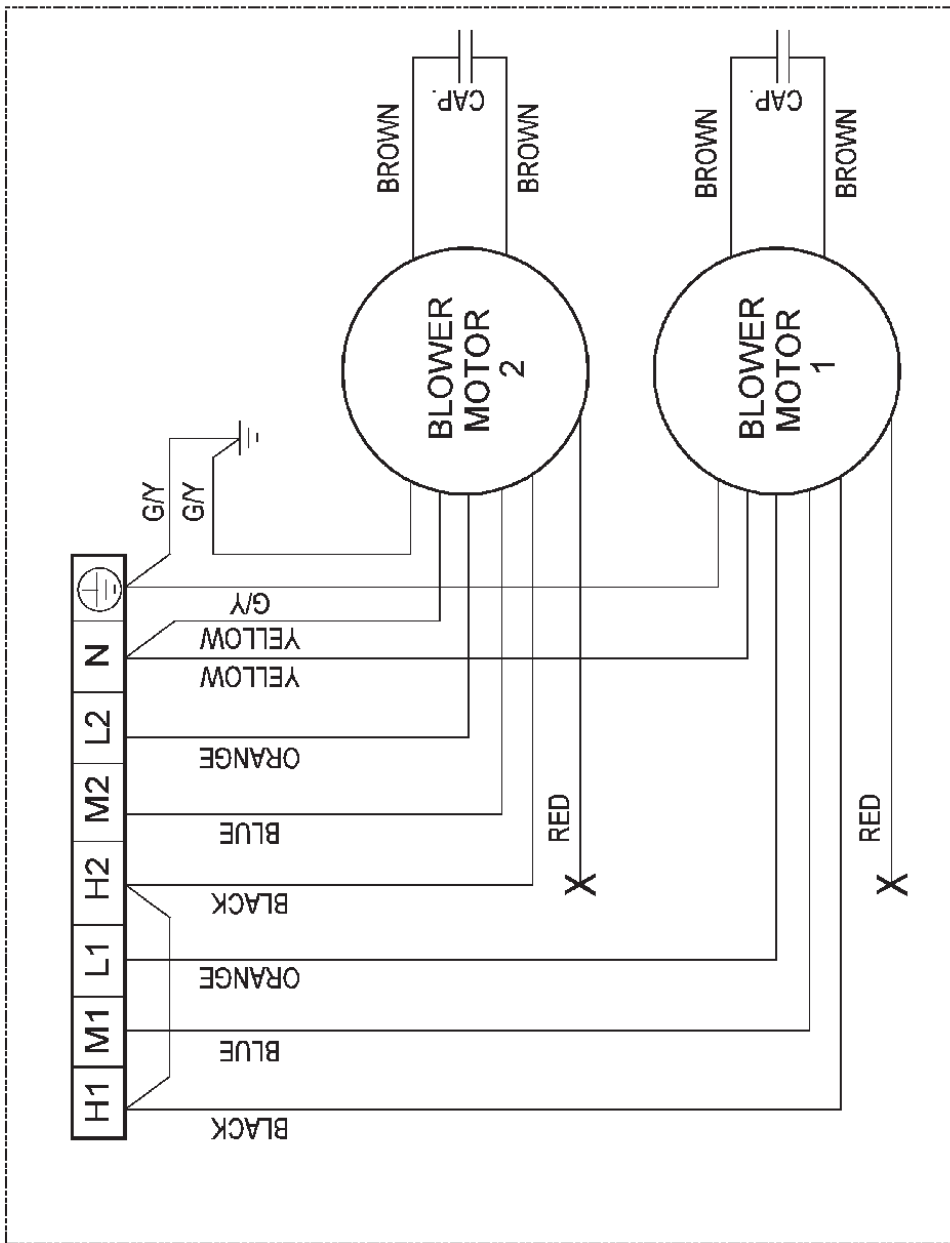 H1
M1
L1
H2
M2
L2
N
BLACK
BLUE
ORANGE
BLACK
BLUE
ORANGE
YELLOW
YELLOW
G/Y
G/Y
G/Y
X
RED
X
RED
BLOWER
MOTOR
2
BLOWER
MOTOR
1
BROWN
CAP.
BROWN
BROWN
CAP.
BROWN